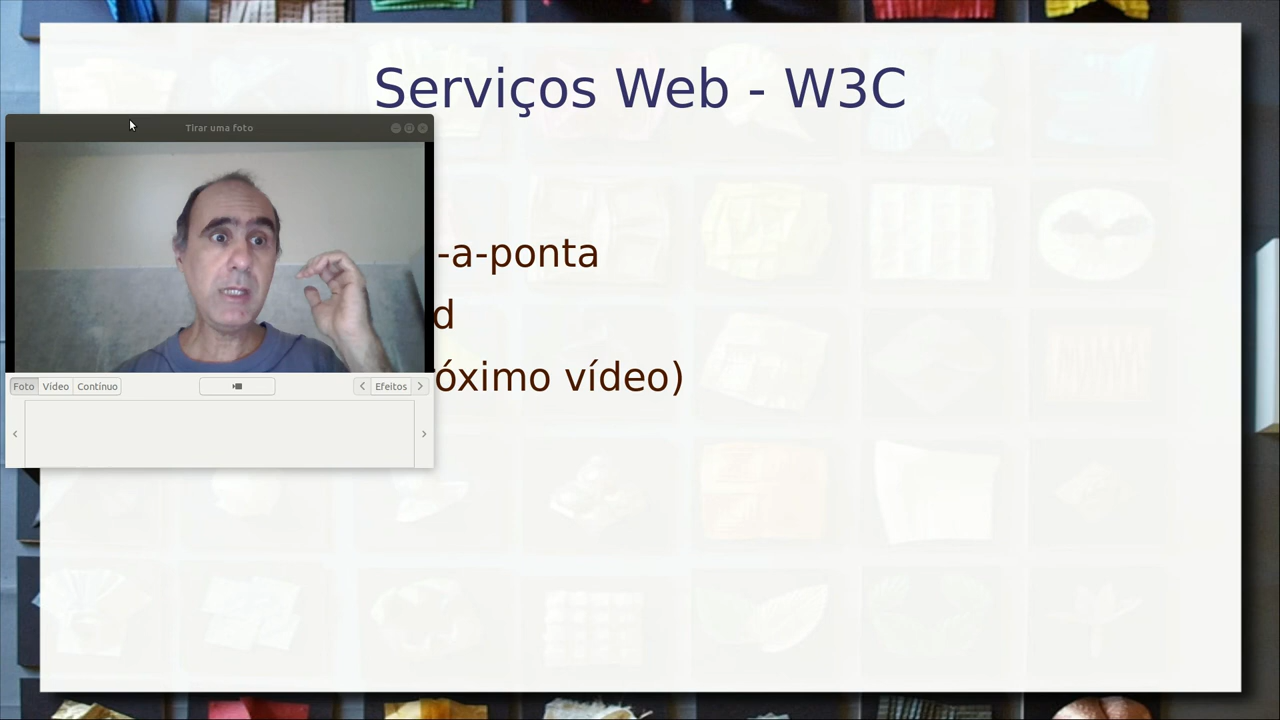 Serviços Web - W3C
Tirar uma foto
-a-ponta
d
óximo vídeo)
Foto Vídeo Contínuo Efeitos